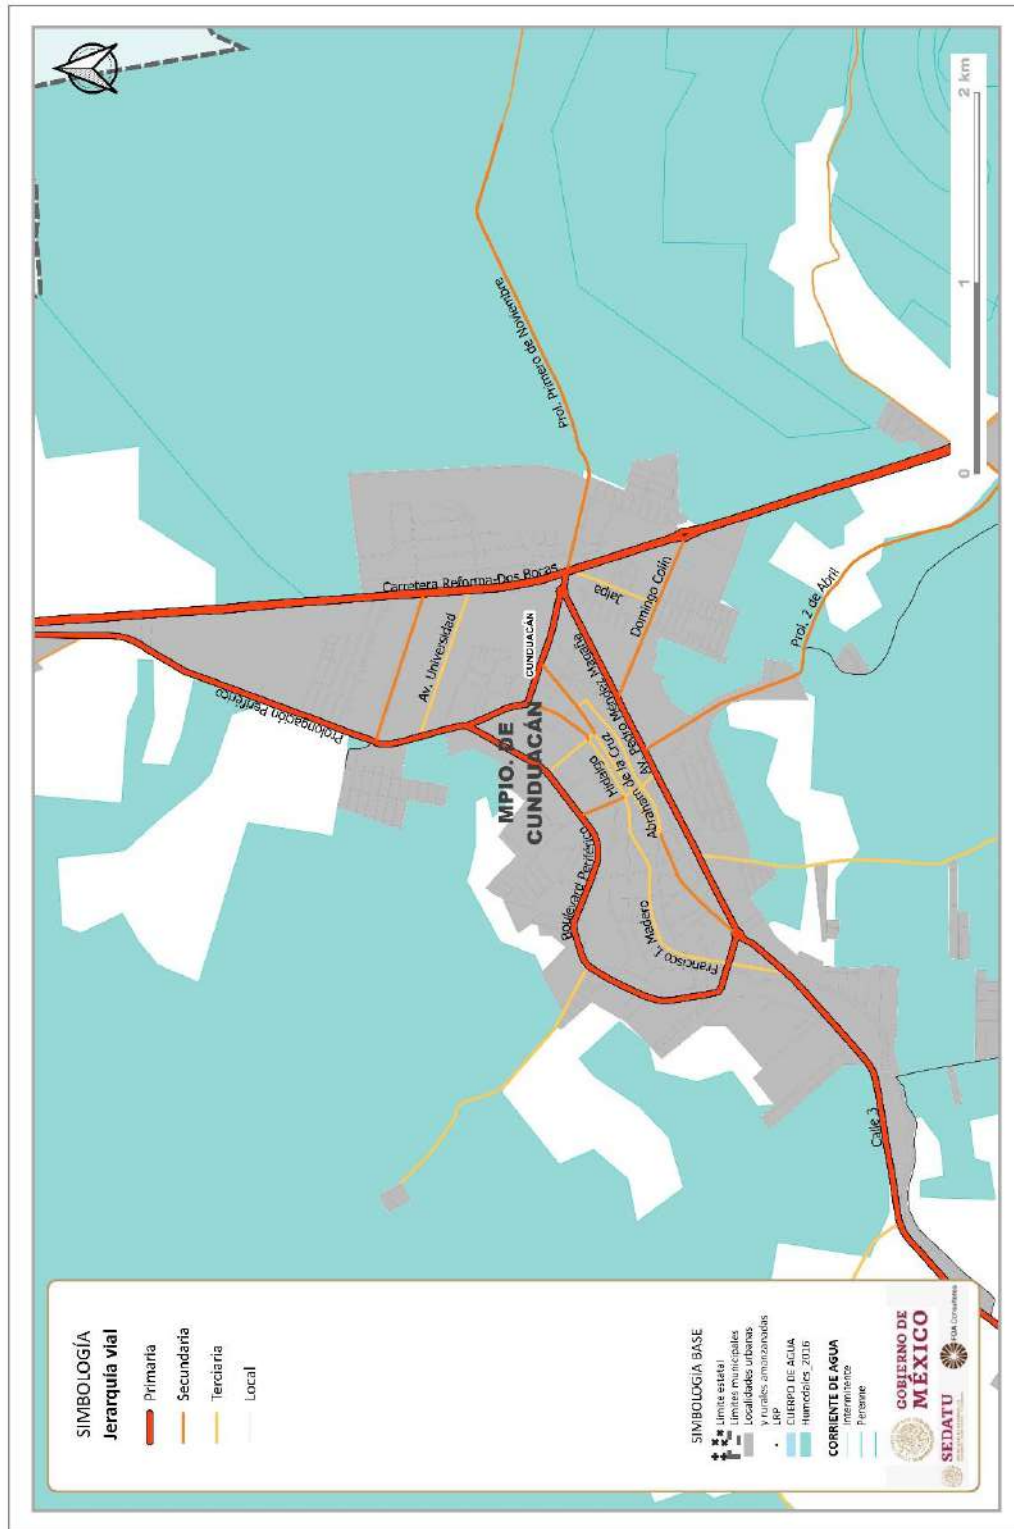 2 km
1
0
Prol. Primero de Noviembre
Carretera Reforma-Dos Bocas
Jalpa
Domingo Colín
Prol. 2 de Abril
Av. Universidad
CUNDUACÁN
Prolongación Periférico
MPIO. DE
CUNDUACÁN
Av. Pedro Méndez Magaña
Hidalgo
Abraham de la Cruz
Boulevard Periférico
Francisco I. Madero
Calle 3
SIMBOLOGÍA
Jerarquía vial
Primaria
Secundaria
Terciaria
Local
SIMBOLOGÍA BASE
Límite estatal
Límites municipales
Localidades urbanas
y rurales amanzanadas
LRP
CUERPO DE AGUA
Humedales_2016
CORRIENTE DE AGUA
Intermitente
Perenne
SEDATU
GOBIERNO DE
MÉXICO
FOA Consultores